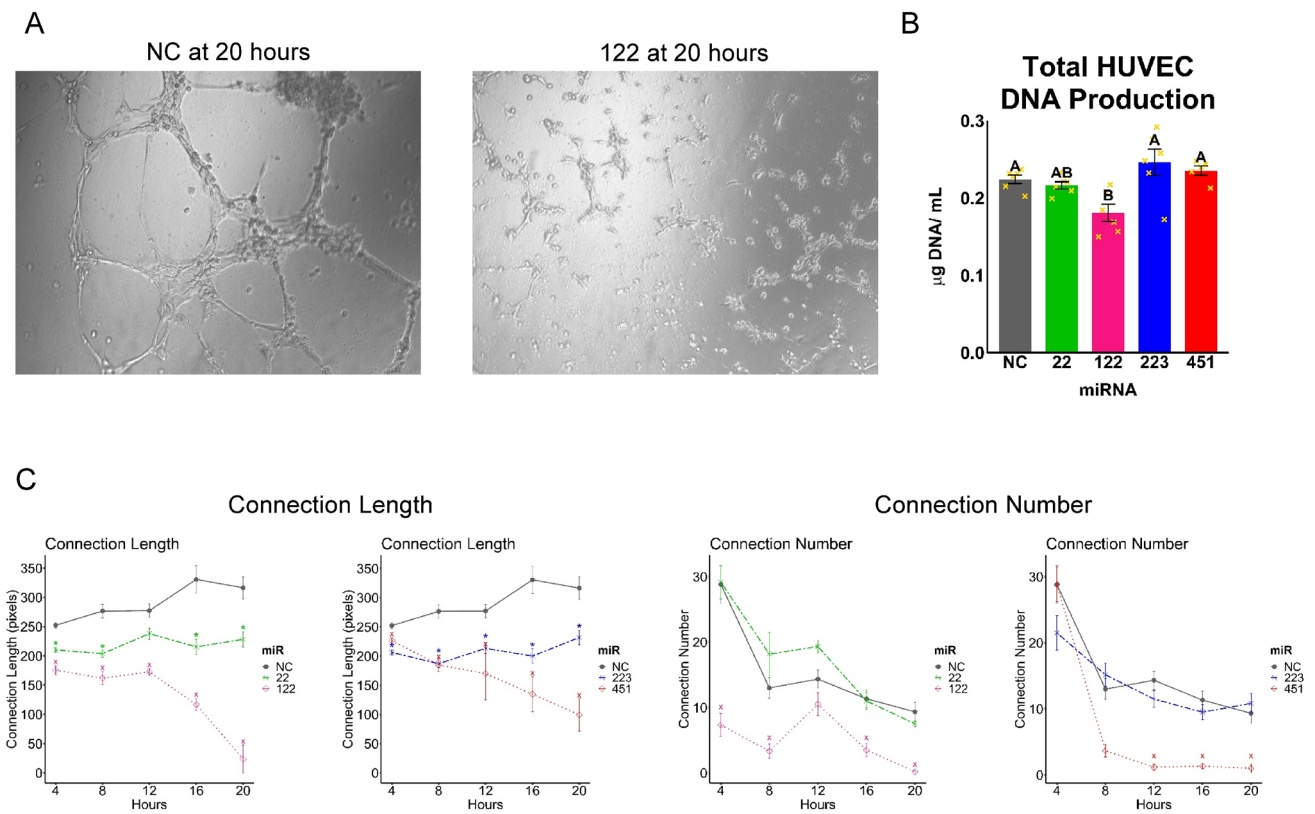 A
NC at 20 hours
122 at 20 hours
B
Total HUVEC
DNA Production
µg DNA/ mL
0.3
0.2
0.1
0.0
A
AB
B
A
A
NC 22 122 223 451
miRNA
C
Connection Length
Connection Number
Connection Length
Connection Length (pixels)
350
300
250
200
150
100
50
0
4 8 12 16 20
Hours
miR
NC
22
122
Connection Length
Connection Length (pixels)
350
300
250
200
150
100
50
0
4 8 12 16 20
Hours
miR
NC
223
451
Connection Number
Connection Number
30
20
10
0
4 8 12 16 20
Hours
miR
NC
22
122
Connection Number
Connection Number
30
20
10
0
4 8 12 16 20
Hours
miR
NC
223
451